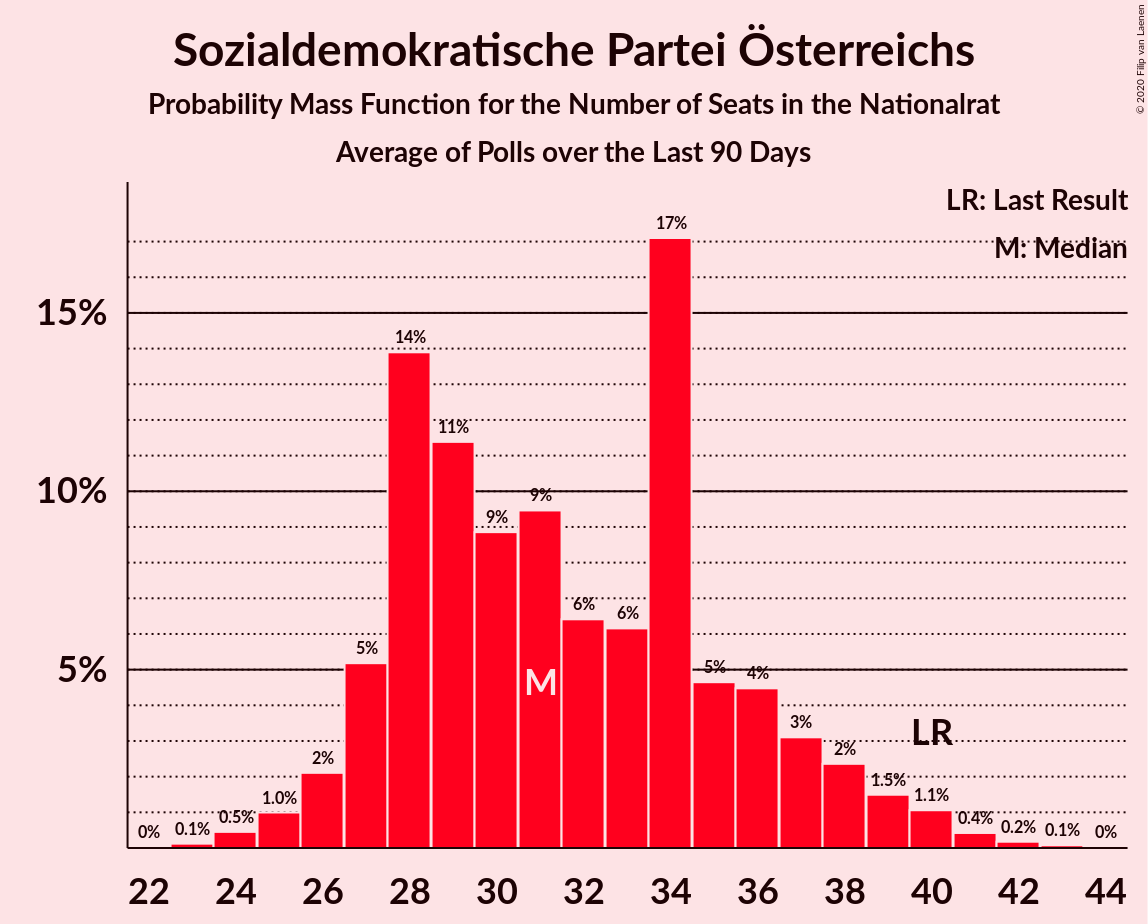 Sozialdemokratische Partei Österreichs
Probability Mass Function for the Number of Seats in the Nationalrat
Average of Polls over the Last 90 Days
© 2020 Filip van Laenen
LR: Last Result
M: Median
15%
10%
5%
0%
0.1%
0.5%
1.0%
2%
5%
14%
11%
9%
9%
6%
6%
17%
5%
4%
3%
2%
1.5%
1.1%
0.4%
0.2%
0.1%
0%
M
LR
22 24 26 28 30 32 34 36 38 40 42 44